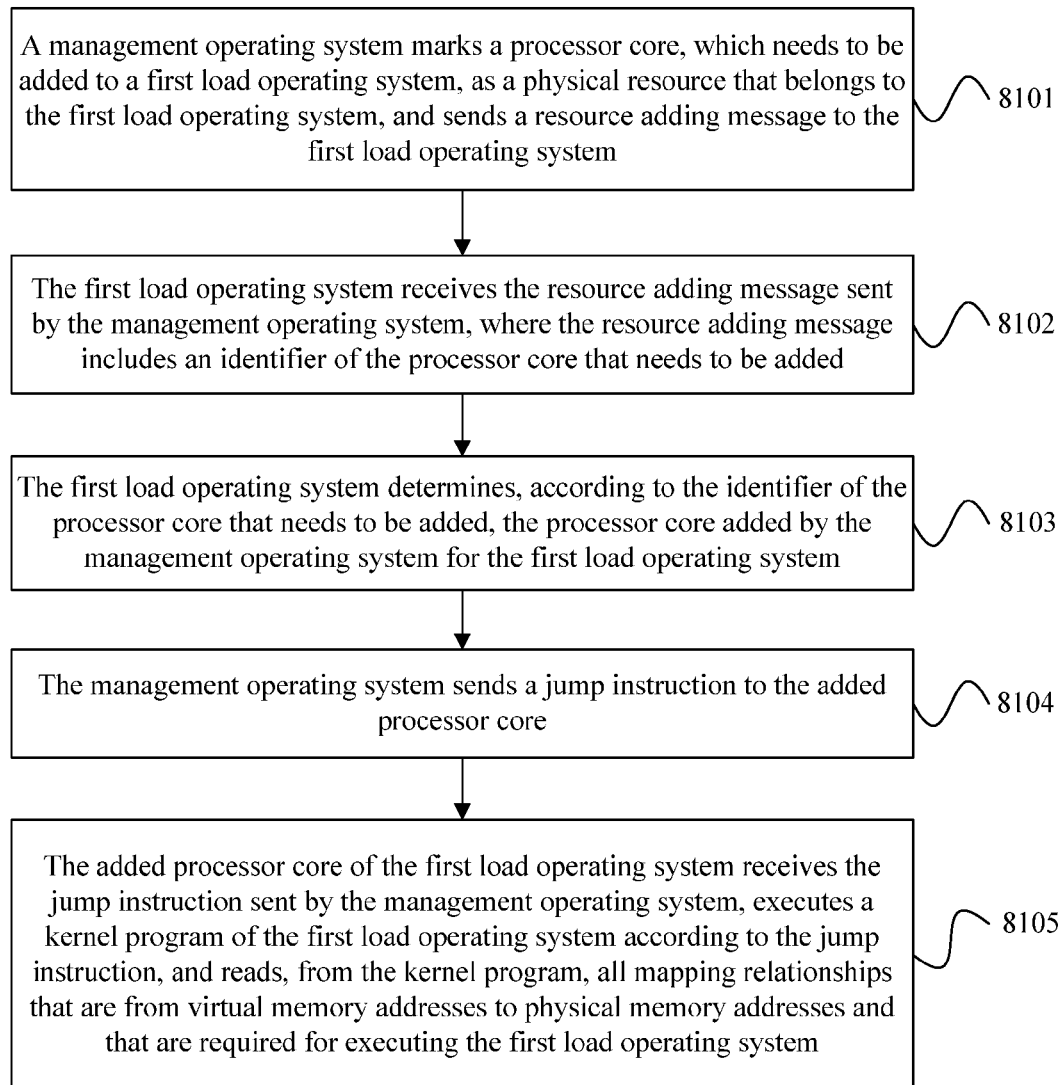 A management operating system marks a processor core, which needs to be
added to a first load operating system, as a physical resource that belongs to
the first load operating system, and sends a resource adding message to the
first load operating system
8101
The first load operating system receives the resource adding message sent
by the management operating system, where the resource adding message
includes an identifier of the processor core that needs to be added
8102
The first load operating system determines, according to the identifier of the
processor core that needs to be added, the processor core added by the
management operating system for the first load operating system
8103
The management operating system sends a jump instruction to the added
processor core
8104
The added processor core of the first load operating system receives the
jump instruction sent by the management operating system, executes a
kernel program of the first load operating system according to the jump
instruction, and reads, from the kernel program, all mapping relationships
that are from virtual memory addresses to physical memory addresses and
that are required for executing the first load operating system
8105